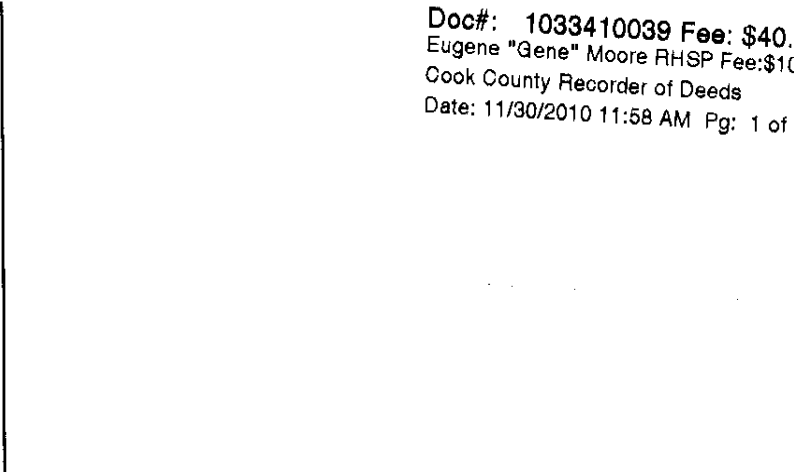 Doc#: 1033410039 Fee: $40.
Eugene "Gene" Moore RHSP Fee:$10
Cook County Recorder of Deeds
Date: 11/30/2010 11:58 AM Pg: 1 of